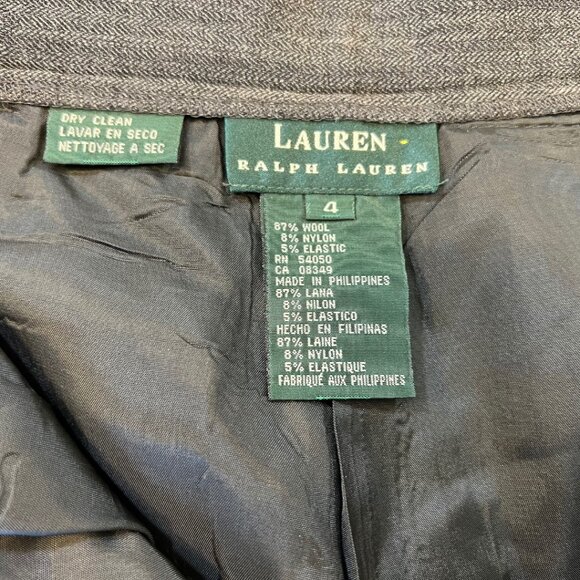 DRY CLEAN
LAVAR EN SECO
NETTOYAGE A SEC
LAUREN
RALPH LAUREN
4
87% WOOL
8% NYLON
5% ELASTIC
RN 54050
CA 08349
MADE IN PHILIPPINES
87% LANA
8% NILON
5% ELASTICO
HECHO EN FILIPINAS
87% LAINE
8% NYLON
5% ELASTIQUE
FABRIQUÉ AUX PHILIPPINES